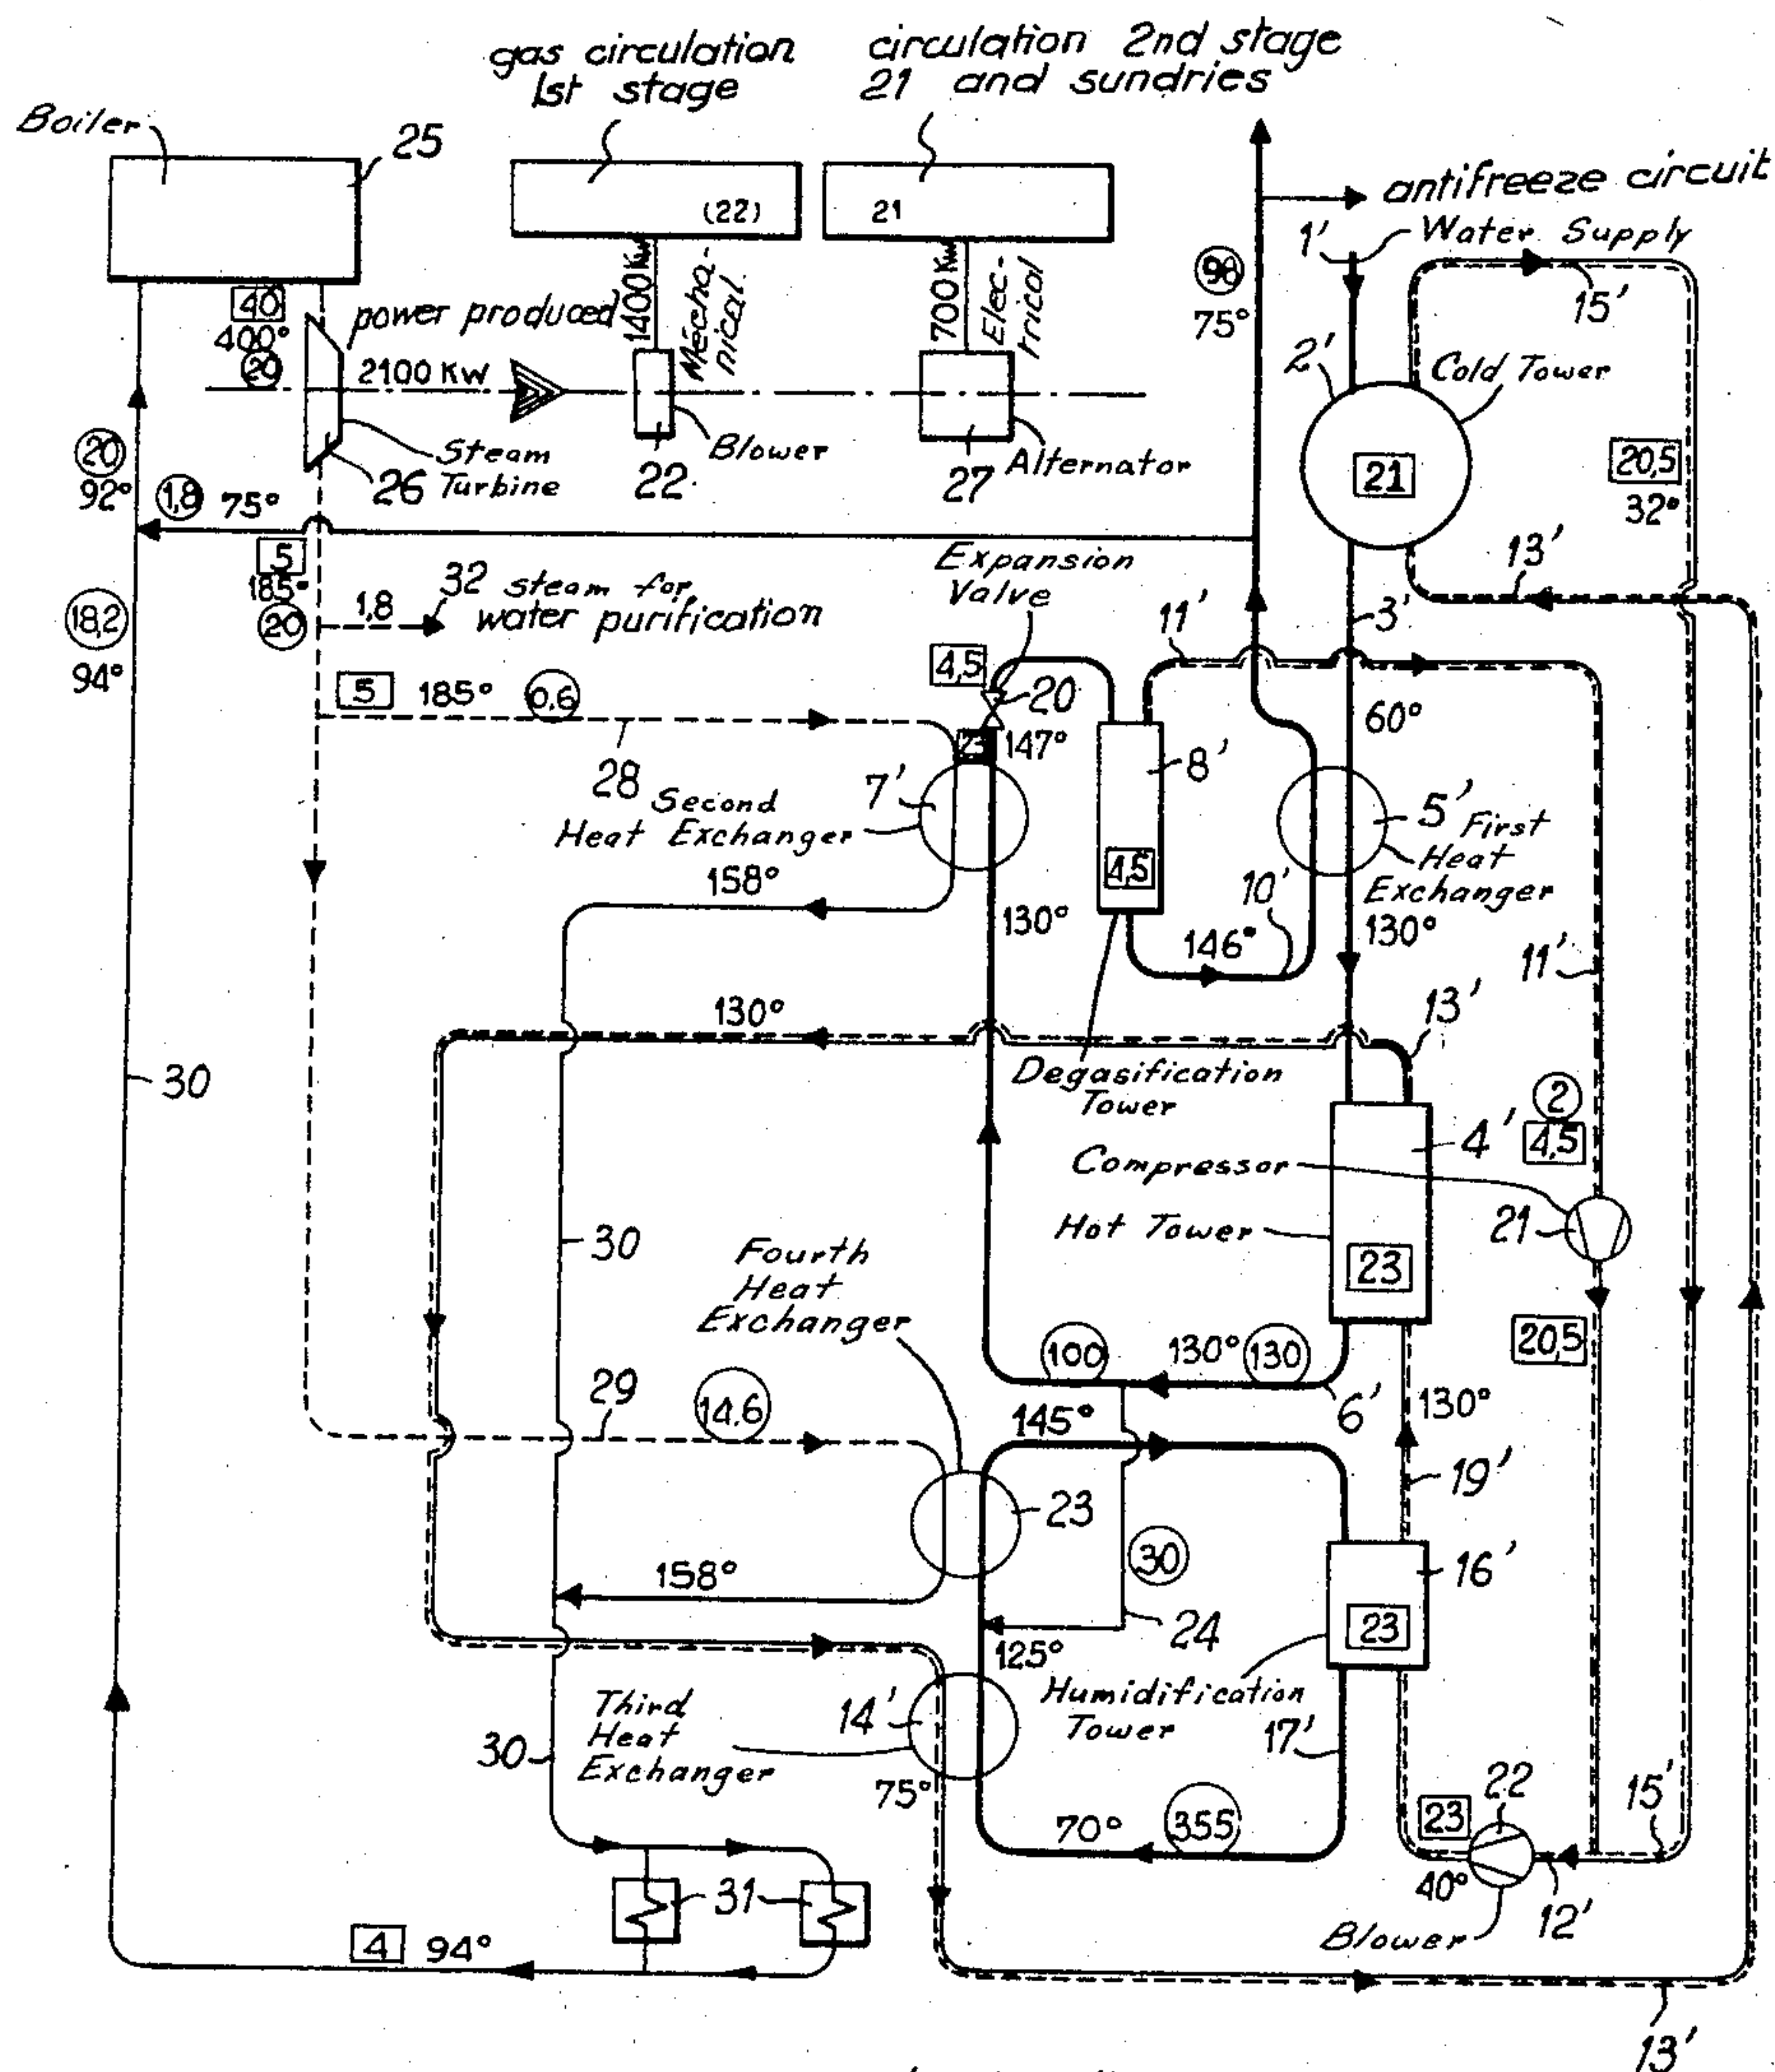 gas circulation
1st stage
circulation 2nd stage
21 and sundries
Boiler
25
(22)
21
antifreeze circuit
1'
Water Supply
15'
40
400°
20
power produced
2100 KW
1400 KW
Mécha-
nical
700 KW
Elec-
trical
98
75°
2'
Cold Tower
21
20,5
32°
Steam
Turbine
26
Blower
22
Alternator
27
20
92°
1,8
75°
5
185°
20
1,8
32 steam for
water purification
18,2
94°
Expansion
Valve
13'
3'
11'
4,5
20
5
185°
0,6
28
23
147°
60°
8'
7'
Second
Heat Exchanger
4,5
5'
First
Heat
Exchanger
10'
158°
130°
146°
130°
11'
130°
13'
Degasification
Tower
30
2
4,5
4'
Compressor
21
Hot Tower
23
30
Fourth
Heat
Exchanger
20,5
100
130°
130
6'
130°
29
14.6
145°
19'
23
30
16'
158°
23
24
125°
Humidification
Tower
17'
Third
Heat
Exchanger
14'
30
75°
70°
355
23
22
15'
40°
12'
Blower
31
4
94°
13'